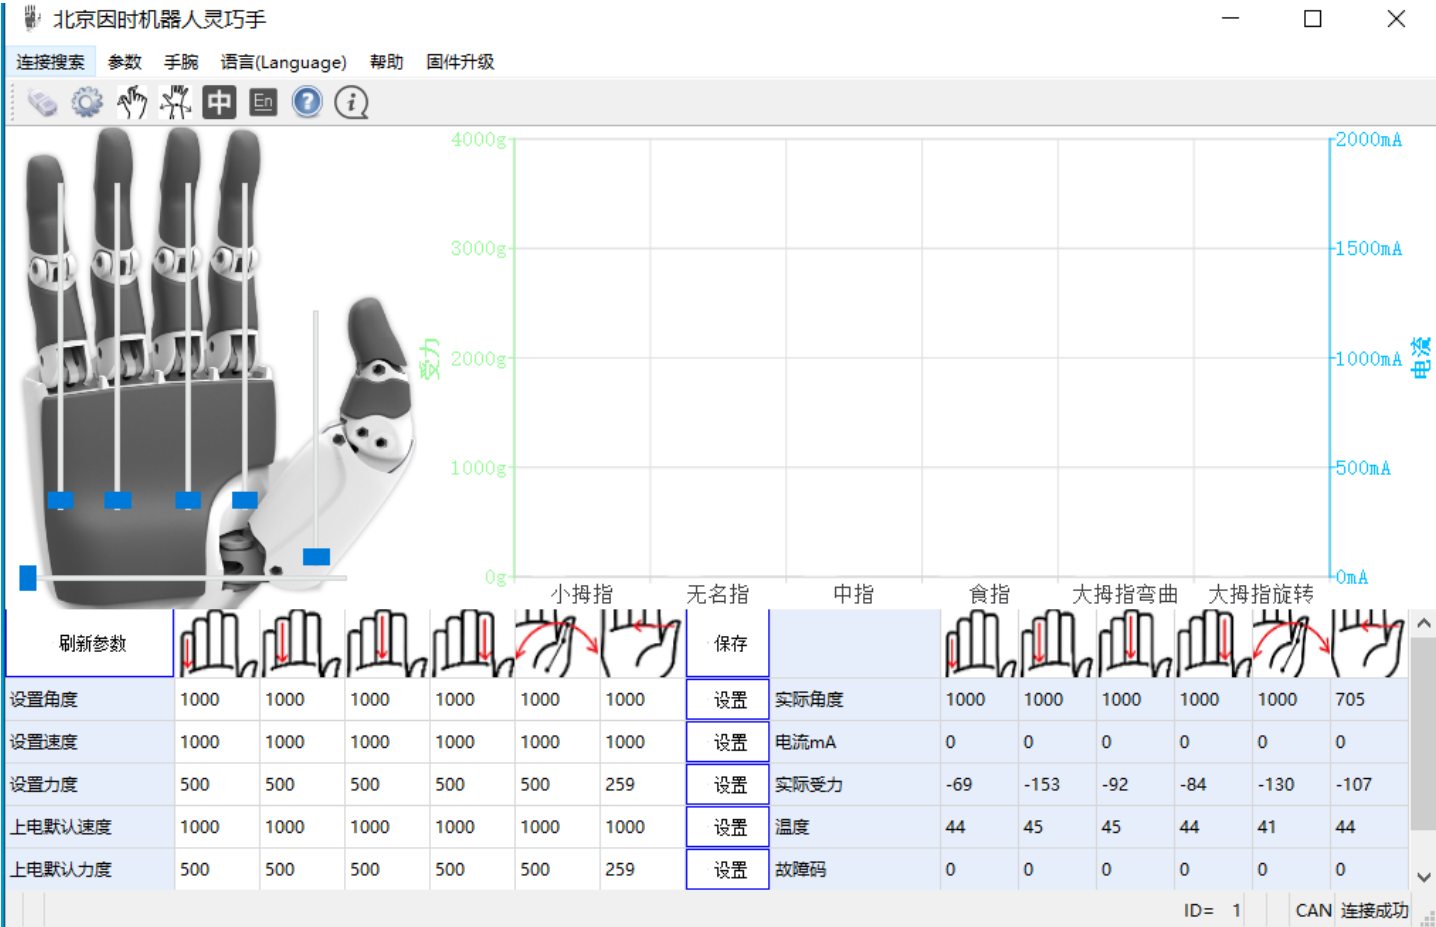 北京因时机器人灵巧手
连接搜索 参数 手腕 语言(Language) 帮助 固件升级
中 En ? i
4000g 2000mA
3000g 1500mA
受力 2000g 1000mA 电流
1000g 500mA
0g 0mA
小拇指 无名指 中指 食指 大拇指弯曲 大拇指旋转
刷新参数 保存
设置角度 1000 1000 1000 1000 1000 1000 设置 实际角度 1000 1000 1000 1000 1000 705
设置速度 1000 1000 1000 1000 1000 1000 设置 电流mA 0 0 0 0 0 0
设置力度 500 500 500 500 500 259 设置 实际受力 -69 -153 -92 -84 -130 -107
上电默认速度 1000 1000 1000 1000 1000 1000 设置 温度 44 45 45 44 41 44
上电默认力度 500 500 500 500 500 259 设置 故障码 0 0 0 0 0 0
ID= 1 CAN 连接成功